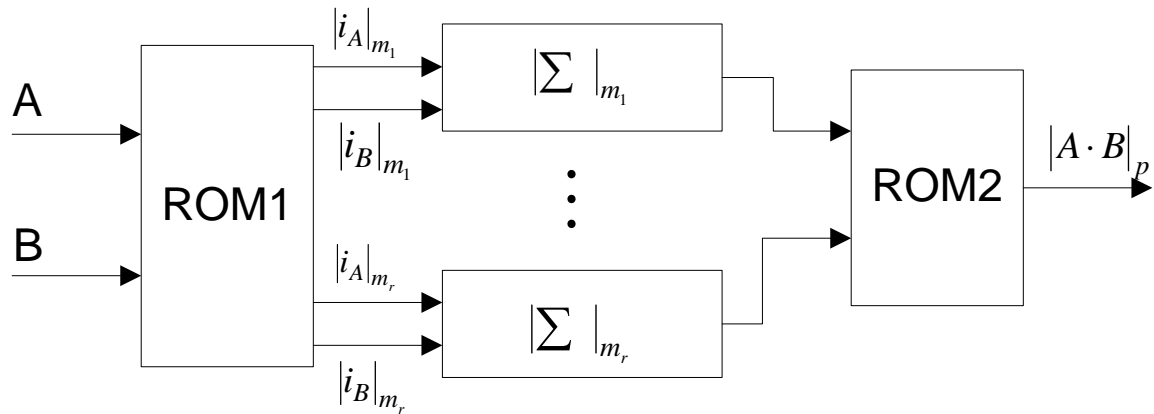 A
B
ROM1
|i_A|_{m_1}
|i_B|_{m_1}
|i_A|_{m_r}
|i_B|_{m_r}
|∑ |_{m_1}
⋮
|∑ |_{m_r}
ROM2
|A · B|_p